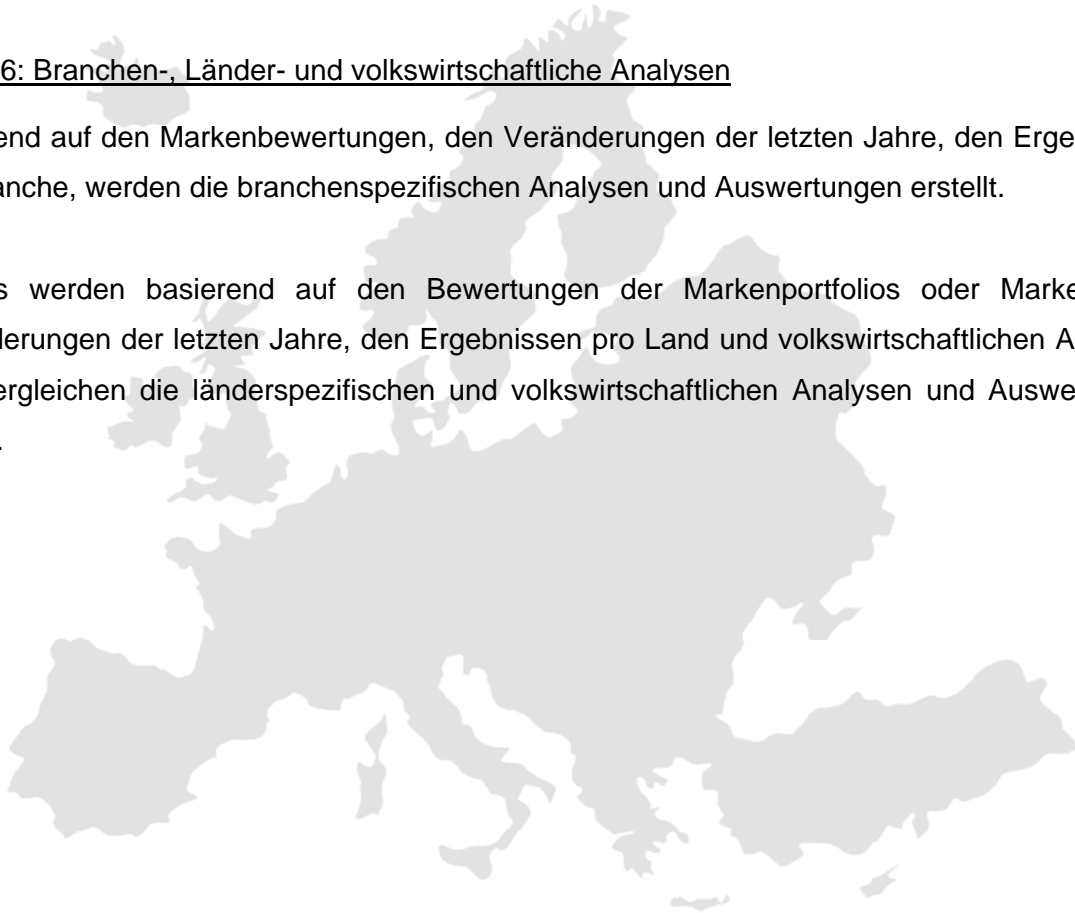 6: Branchen-, Länder- und volkswirtschaftliche Analysen
end auf den Markenbewertungen, den Veränderungen der letzten Jahre, den Erge
anche, werden die branchenspezifischen Analysen und Auswertungen erstellt.
s werden basierend auf den Bewertungen der Markenportfolios oder Marke
derungen der letzten Jahre, den Ergebnissen pro Land und volkswirtschaftlichen A
ergleichen die länderspezifischen und volkswirtschaftlichen Analysen und Auswe
.